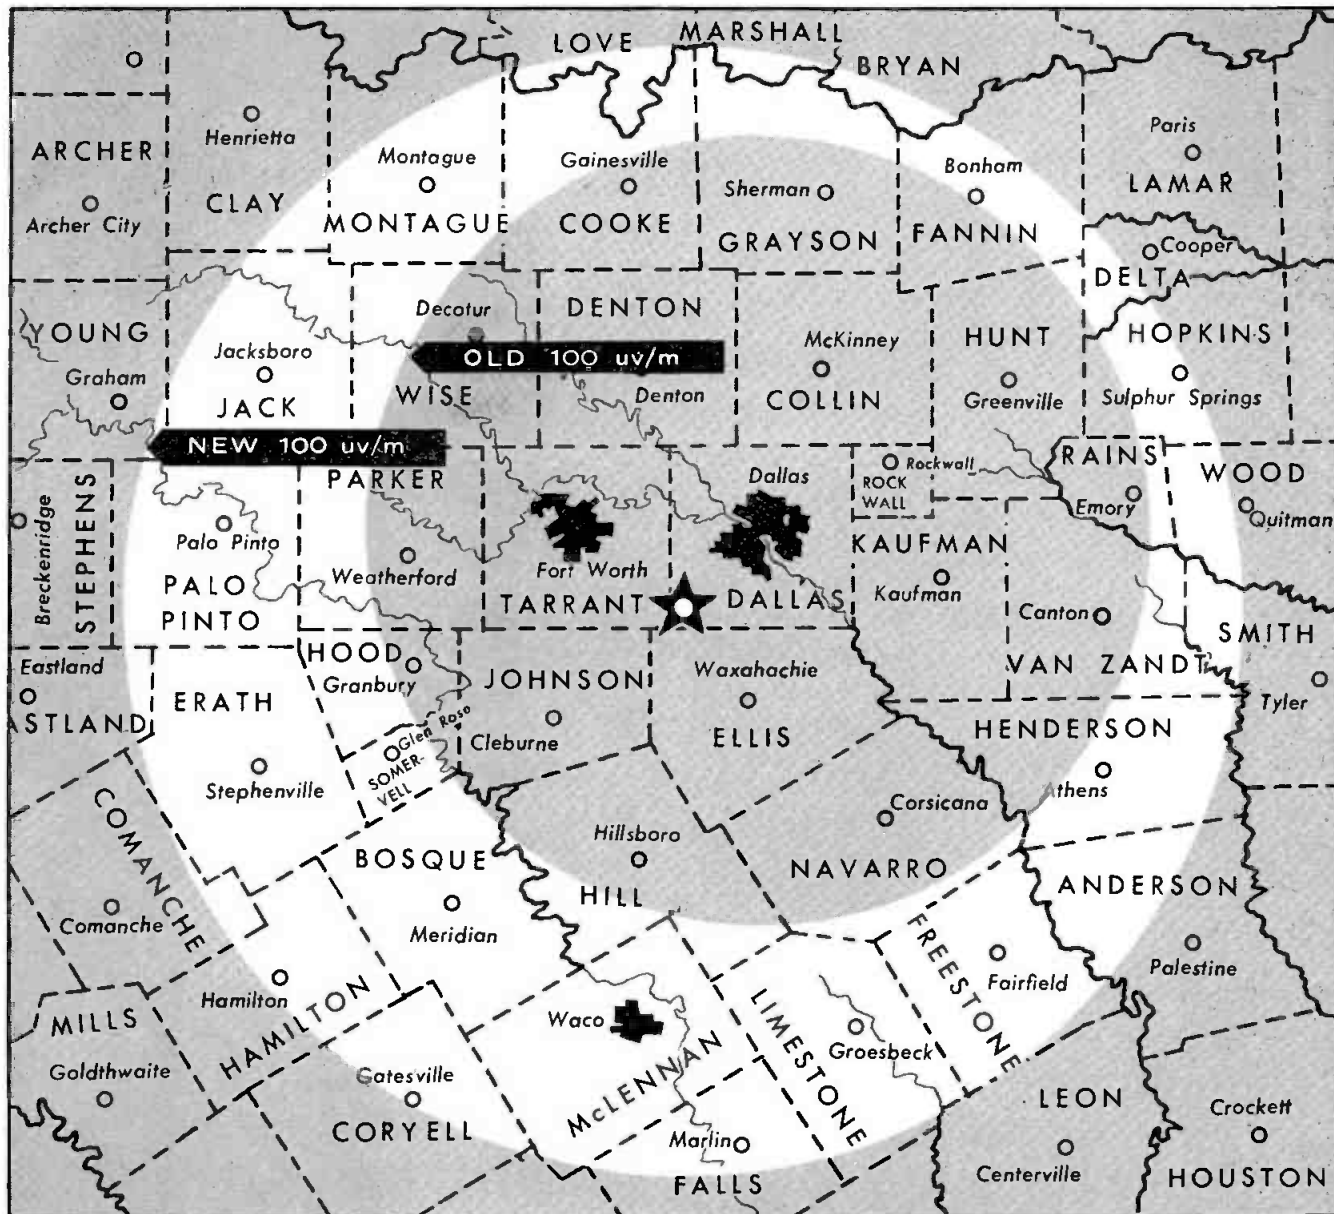 LOVE
MARSHALL
BRYAN
Henrietta
CLAY
ARCHER
Archer City
Montague
MONTAGUE
Gainesville
COOKE
Sherman
GRAYSON
Bonham
FANNIN
Paris
LAMAR
Cooper
DELTA
YOUNG
Graham
Jacksboro
JACK
Decatur
WISE
OLD 100 uv/m
DENTON
Denton
McKinney
COLLIN
HUNT
Greenville
HOPKINS
Sulphur Springs
NEW 100 uv/m
Breckenridge
STEPHENS
Palo Pinto
PALO
PINTO
PARKER
Weatherford
Fort Worth
TARRANT
Dallas
DALLAS
Rockwall
ROCK
WALL
KAUFMAN
Kaufman
RAINS
Emory
WOOD
Quitman
Canton
VAN ZANDT
SMITH
Tyler
Eastland
ASTLAND
ERATH
Stephenville
HOOD
Granbury
Glen Rose
SOMER-
VELL
JOHNSON
Cleburne
Waxahachie
ELLIS
HENDERSON
Athens
COMANCHE
Comanche
BOSQUE
Meridian
Hillsboro
HILL
Corsicana
NAVARRO
ANDERSON
Palestine
FREESTONE
Fairfield
MILLS
Goldthwaite
Hamilton
HAMILTON
Gatesville
CORYELL
Waco
McLENNAN
LIMESTONE
Groesbeck
Marlin
FALLS
LEON
Centerville
Crockett
HOUSTON